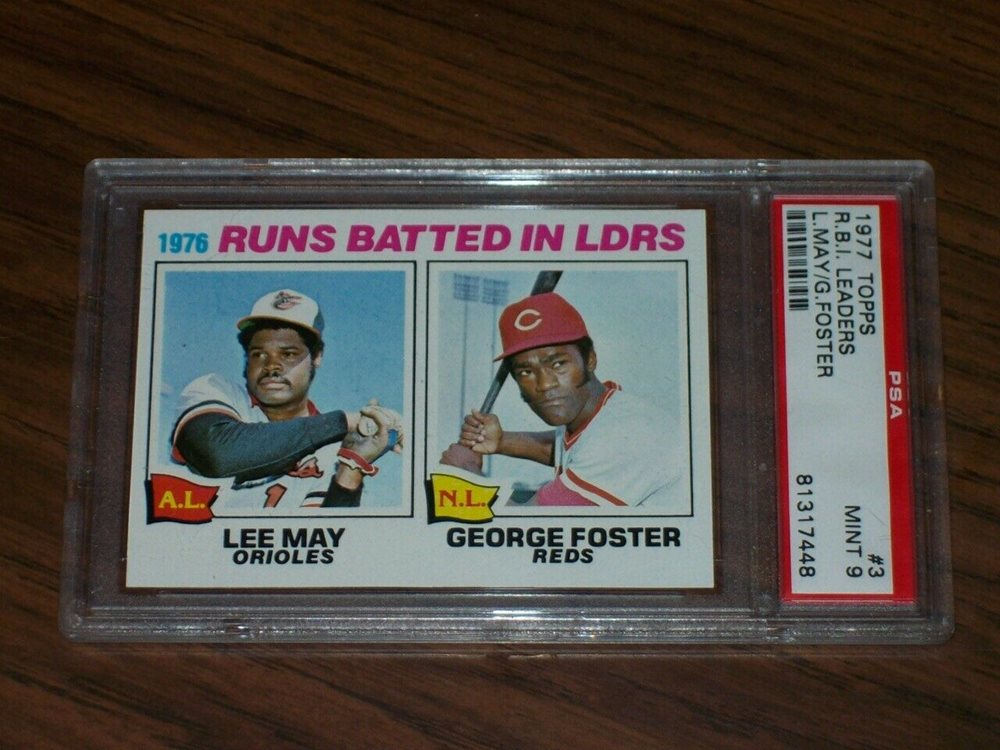 1976 RUNS BATTED IN LDRS
A.L.
LEE MAY
ORIOLES
N.L.
GEORGE FOSTER
REDS
C
1
1977 TOPPS #3
R.B.I. LEADERS MINT 9
L.MAY/G.FOSTER 81317448
PSA